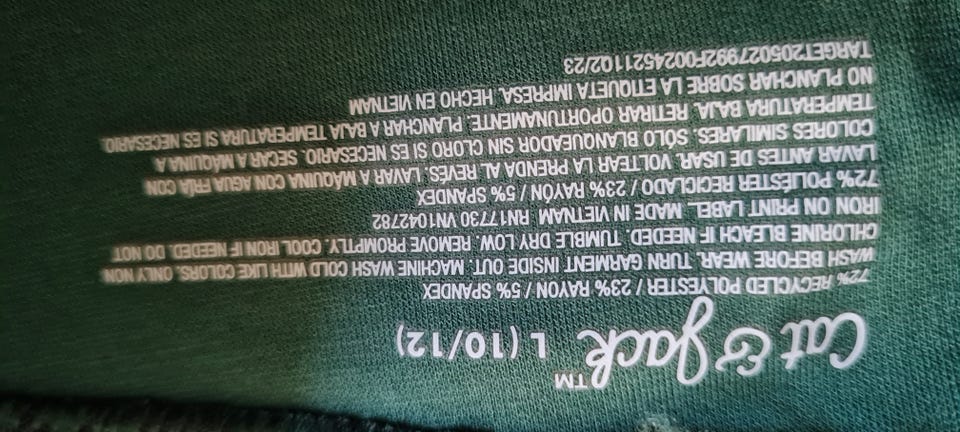 Cat & Jack™ L (10/12)
72% RECYCLED POLYESTER / 23% RAYON / 5% SPANDEX
WASH BEFORE WEAR. TURN GARMENT INSIDE OUT. MACHINE WASH COLD WITH LIKE COLORS. ONLY NON
CHLORINE BLEACH IF NEEDED. TUMBLE DRY LOW. REMOVE PROMPTLY. COOL IRON IF NEEDED. DO NOT
IRON ON PRINT LABEL. MADE IN VIETNAM RN17730 VN1042782
72% POLIÉSTER RECICLADO / 23% RAYÓN / 5% SPANDEX
LAVAR ANTES DE USAR. VOLTEAR LA PRENDA AL REVÉS. LAVAR A MÁQUINA CON AGUA FRÍA CON
COLORES SIMILARES. SÓLO BLANQUEADOR SIN CLORO SI ES NECESARIO. SECAR A MÁQUINA A
TEMPERATURA BAJA. RETIRAR OPORTUNAMENTE. PLANCHAR A BAJA TEMPERATURA SI ES NECESARIO.
NO PLANCHAR SOBRE LA ETIQUETA IMPRESA. HECHO EN VIETNAM
TARGET205027992F0024521102/23